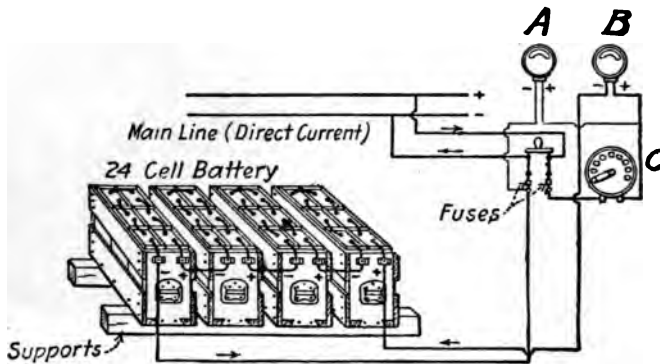 A B
- + - +
+
-
Main Line (Direct Current)
24 Cell Battery
C
Fuses
- + - + - +
Supports